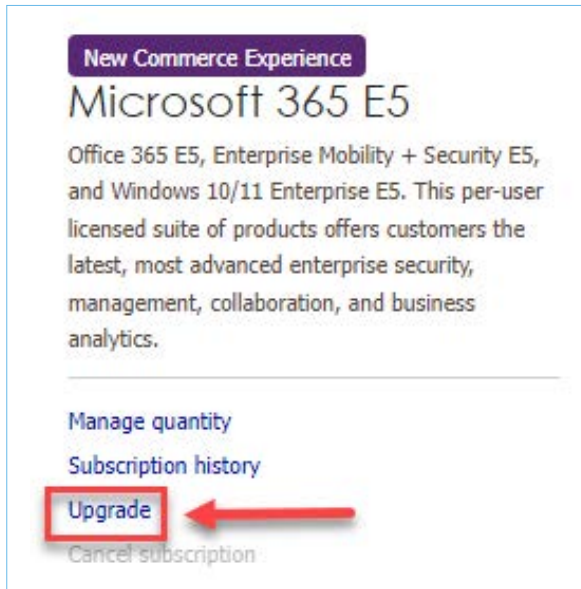 New Commerce Experience
Microsoft 365 E5
Office 365 E5, Enterprise Mobility + Security E5,
and Windows 10/11 Enterprise E5. This per-user
licensed suite of products offers customers the
latest, most advanced enterprise security,
management, collaboration, and business
analytics.
Manage quantity
Subscription history
Upgrade
Cancel subscription